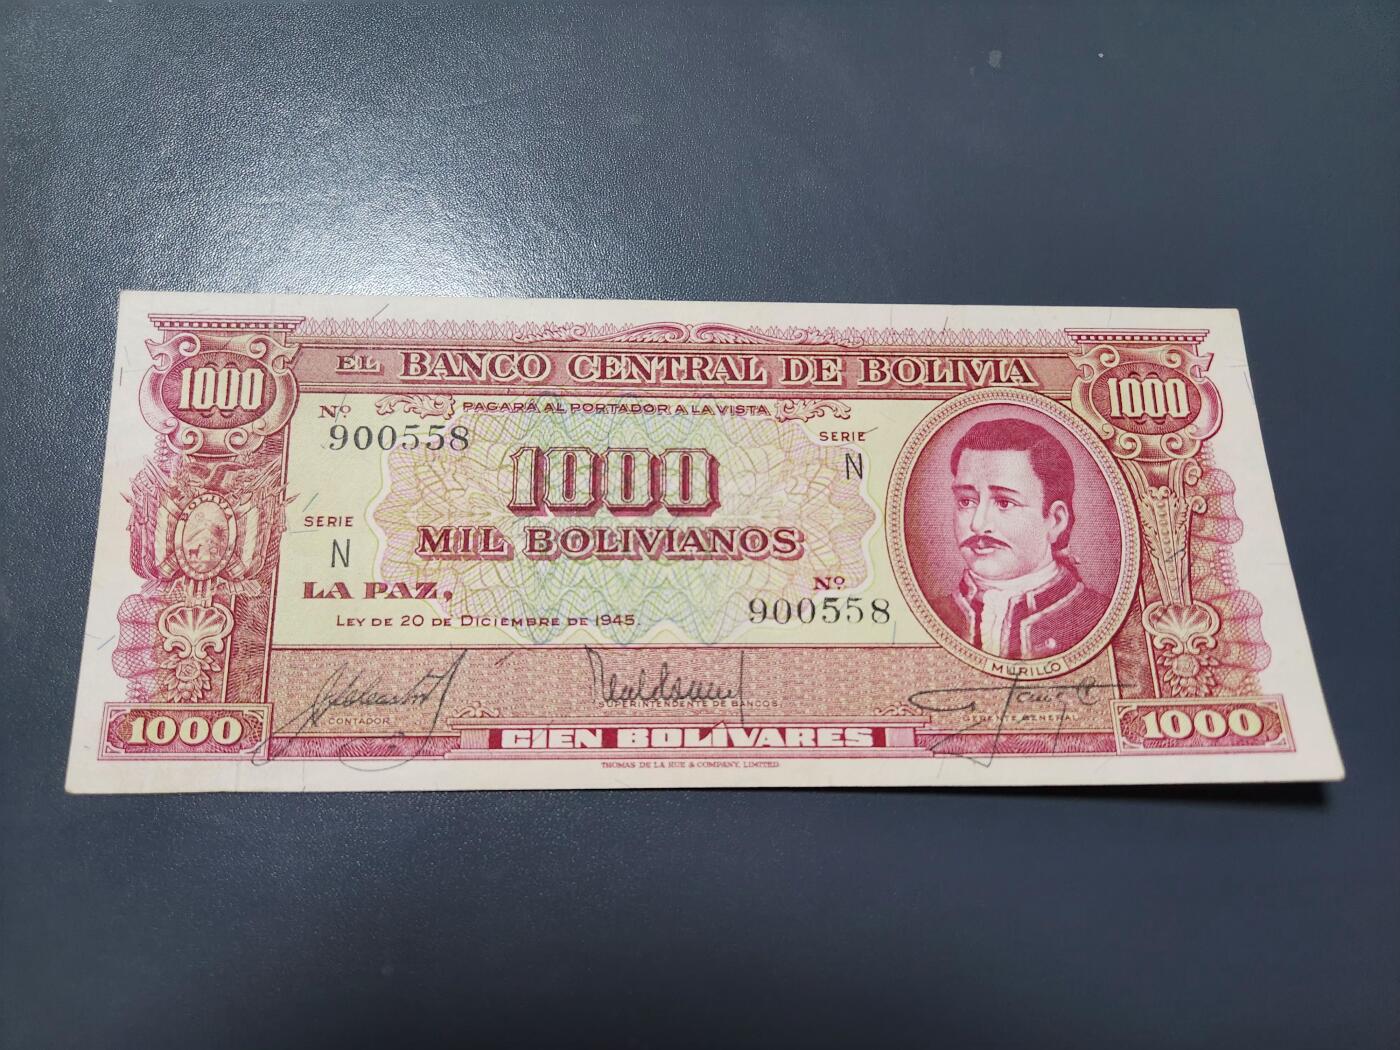 EL BANCO CENTRAL DE BOLIVIA
1000
1000
Nº
PAGARÁ AL PORTADOR A LA VISTA
900558
SERIE
N
1000
BOLIVIA
SERIE
N
MIL BOLIVIANOS
LA PAZ,
Nº
900558
LEY DE 20 DE DICIEMBRE DE 1945.
MURILLO
SUPERINTENDENTE DE BANCOS
CONTADOR
GERENTE GENERAL
1000
CIEN BOLÍVARES
1000
THOMAS DE LA RUE & COMPANY, LIMITED.